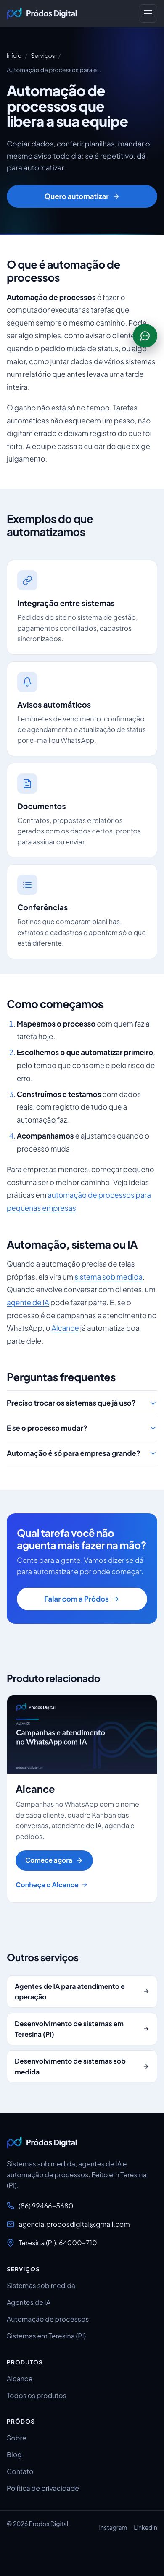 Pródos Digital
Início / Serviços /
Automação de processos para e...
Automação de
processos que
libera a sua equipe
Copiar dados, conferir planilhas, mandar o
mesmo aviso todo dia: se é repetitivo, dá
para automatizar.
Quero automatizar →
O que é automação de
processos
Automação de processos é fazer o
computador executar as tarefas que
seguem sempre o mesmo caminho. Pode
ser algo simples, como avisar o cliente
quando o pedido muda de status, ou algo
maior, como juntar dados de vários sistemas
num relatório que antes levava uma tarde
inteira.
O ganho não está só no tempo. Tarefas
automáticas não esquecem um passo, não
digitam errado e deixam registro do que foi
feito. A equipe passa a cuidar do que exige
julgamento.
Exemplos do que
automatizamos
Integração entre sistemas
Pedidos do site no sistema de gestão,
pagamentos conciliados, cadastros
sincronizados.
Avisos automáticos
Lembretes de vencimento, confirmação
de agendamento e atualização de status
por e-mail ou WhatsApp.
Documentos
Contratos, propostas e relatórios
gerados com os dados certos, prontos
para assinar ou enviar.
Conferências
Rotinas que comparam planilhas,
extratos e cadastros e apontam só o que
está diferente.
Como começamos
1. Mapeamos o processo com quem faz a
tarefa hoje.
2. Escolhemos o que automatizar primeiro,
pelo tempo que consome e pelo risco de
erro.
3. Construímos e testamos com dados
reais, com registro de tudo que a
automação faz.
4. Acompanhamos e ajustamos quando o
processo muda.
Para empresas menores, começar pequeno
costuma ser o melhor caminho. Veja ideias
práticas em automação de processos para
pequenas empresas.
Automação, sistema ou IA
Quando a automação precisa de telas
próprias, ela vira um sistema sob medida.
Quando envolve conversar com clientes, um
agente de IA pode fazer parte. E, se o
processo é de campanhas e atendimento no
WhatsApp, o Alcance já automatiza boa
parte dele.
Perguntas frequentes
Preciso trocar os sistemas que já uso?
E se o processo mudar?
Automação é só para empresa grande?
Qual tarefa você não
aguenta mais fazer na mão?
Conte para a gente. Vamos dizer se dá
para automatizar e por onde começar.
Falar com a Pródos →
Produto relacionado
Pródos Digital
Campanhas e atendimento
no WhatsApp com IA
Alcance
Campanhas no WhatsApp com o nome
de cada cliente, quadro Kanban das
conversas, atendente de IA, agenda e
pedidos.
Comece agora →
Conheça o Alcance →
Outros serviços
Agentes de IA para atendimento e
operação →
Desenvolvimento de sistemas em
Teresina (PI) →
Desenvolvimento de sistemas sob
medida →
Pródos Digital
Sistemas sob medida, agentes de IA e
automação de processos. Feito em Teresina
(PI).
(86) 99466-5680
agencia.prodosdigital@gmail.com
Teresina (PI), 64000-710
SERVIÇOS
Sistemas sob medida
Agentes de IA
Automação de processos
Sistemas em Teresina (PI)
PRODUTOS
Alcance
Todos os produtos
PRÓDOS
Sobre
Blog
Contato
Política de privacidade
© 2026 Pródos Digital
Instagram LinkedIn